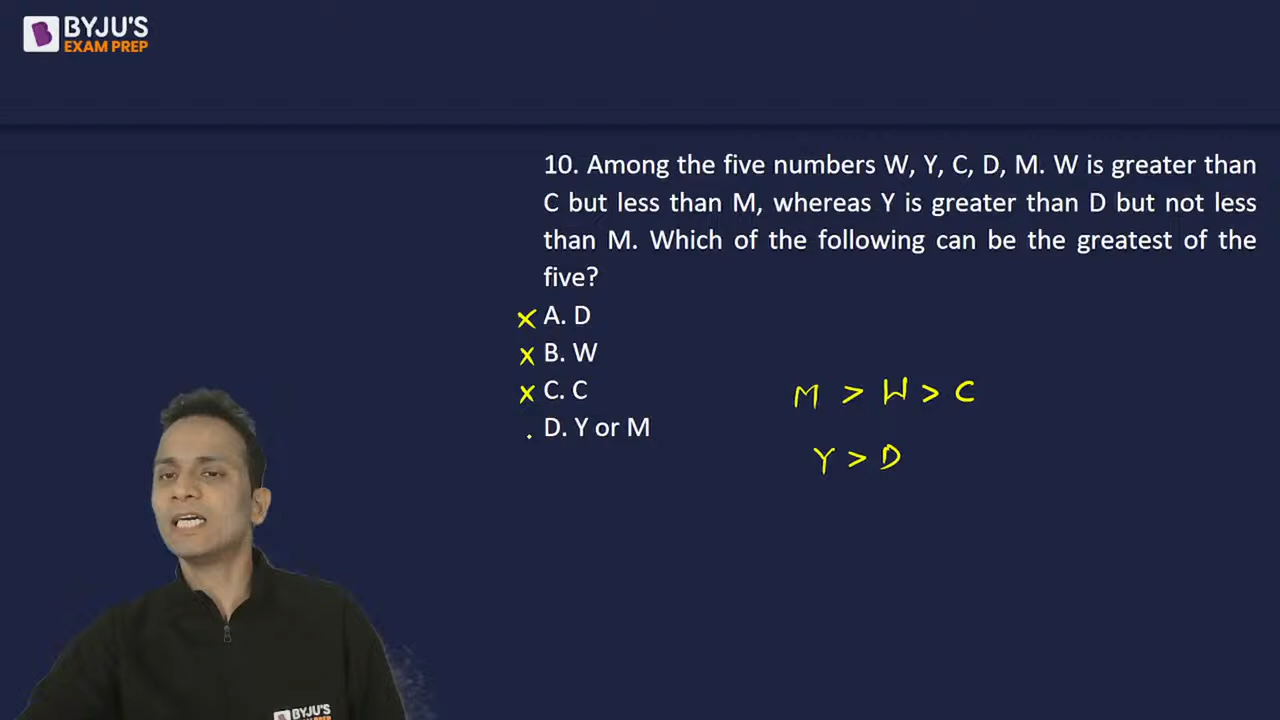 BYJU'S
EXAM PREP
10. Among the five numbers W, Y, C, D, M. W is greater than
C but less than M, whereas Y is greater than D but not less
than M. Which of the following can be the greatest of the
five?
x A. D
x B. W
x C. C
. D. Y or M
M > W > C
Y > D
BYJU'S